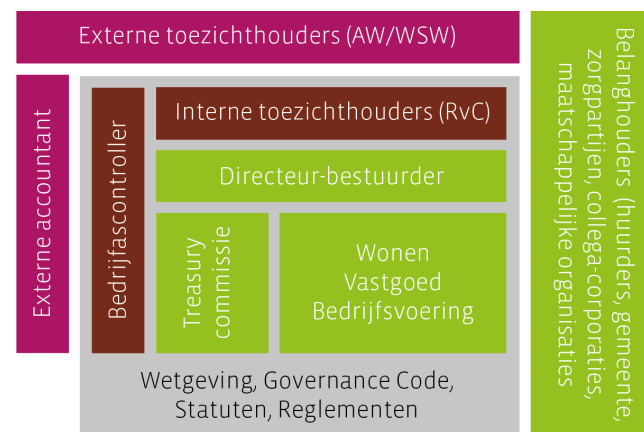 Externe toezichthouders (AW/WSW)
Externe accountant
Bedrijfascontroller
Interne toezichthouders (RvC)
Directeur-bestuurder
Treasury
commissie
Wonen
Vastgoed
Bedrijfsvoering
Wetgeving, Governance Code,
Statuten, Reglementen
Belanghouders (huurders, gemeente,
zorgpartijen, collega-corporaties,
maatschappelijke organisaties